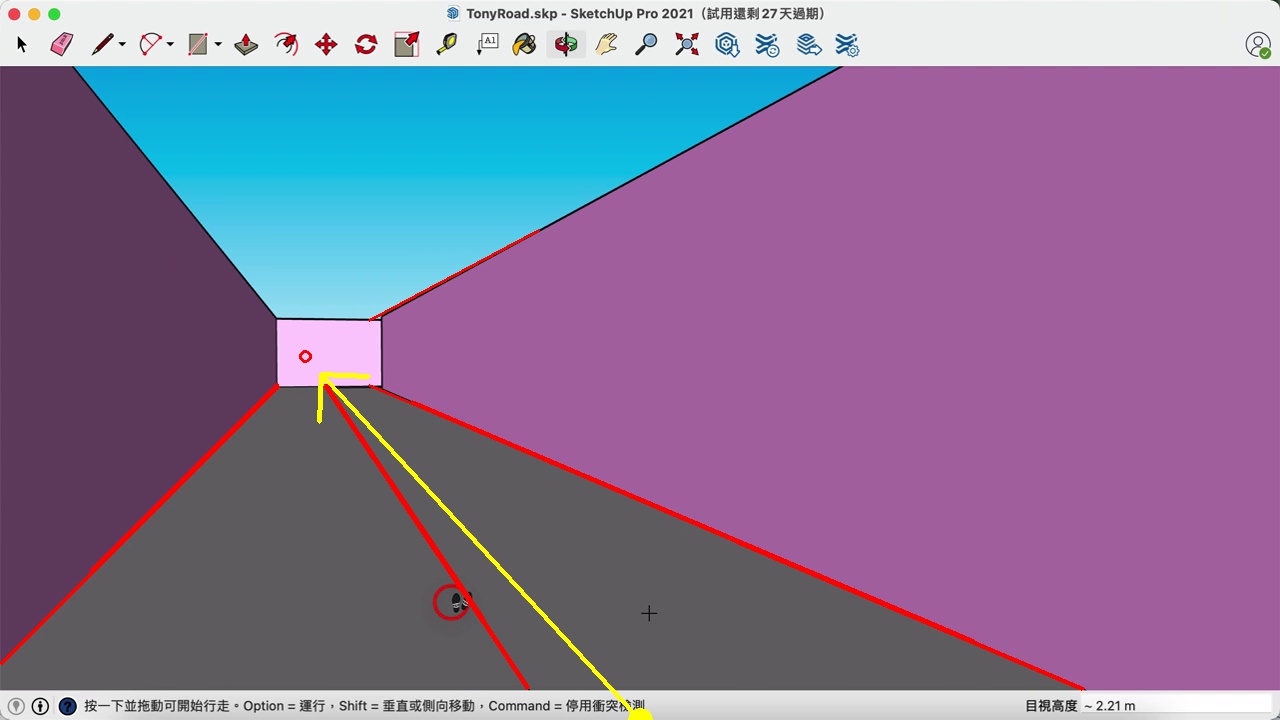 TonyRoad.skp - SketchUp Pro 2021（試用還剩 27 天過期）
A1
按一下並拖動可開始行走。Option = 運行，Shift = 垂直或側向移動，Command = 停用衝突檢測
目視高度 ~ 2.21 m